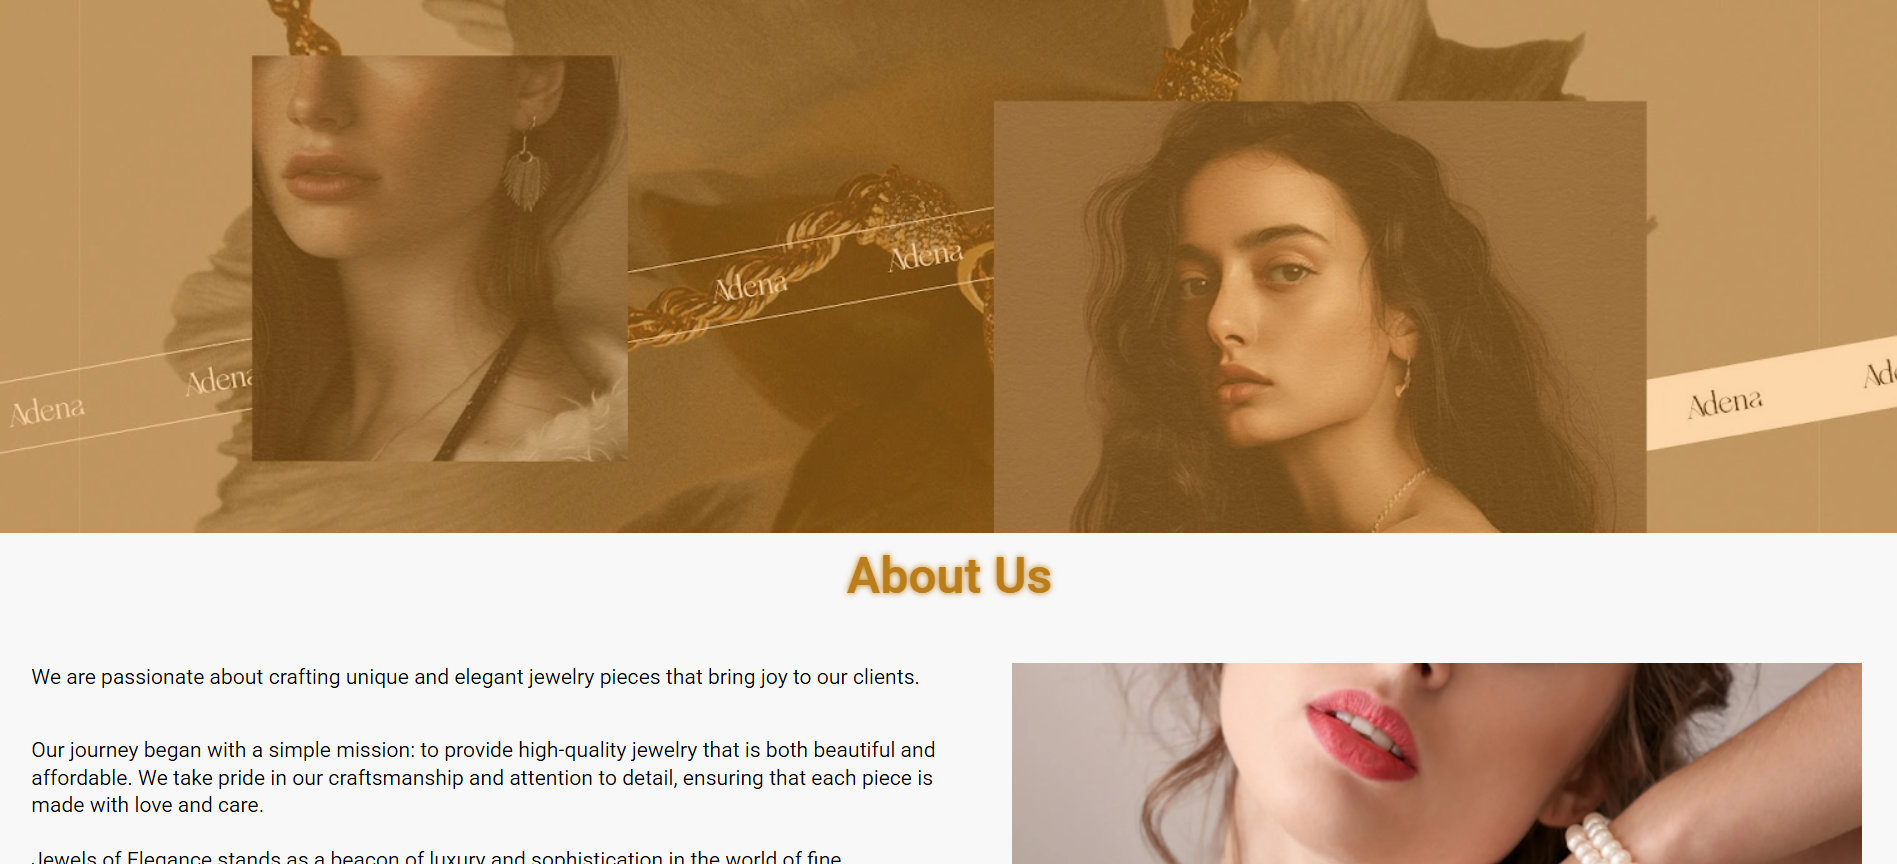 Adena
Adena
Adena
Adena
Adena
About Us
We are passionate about crafting unique and elegant jewelry pieces that bring joy to our clients.
Our journey began with a simple mission: to provide high-quality jewelry that is both beautiful and
affordable. We take pride in our craftsmanship and attention to detail, ensuring that each piece is
made with love and care.
Jewels of Elegance stands as a beacon of luxury and sophistication in the world of fine